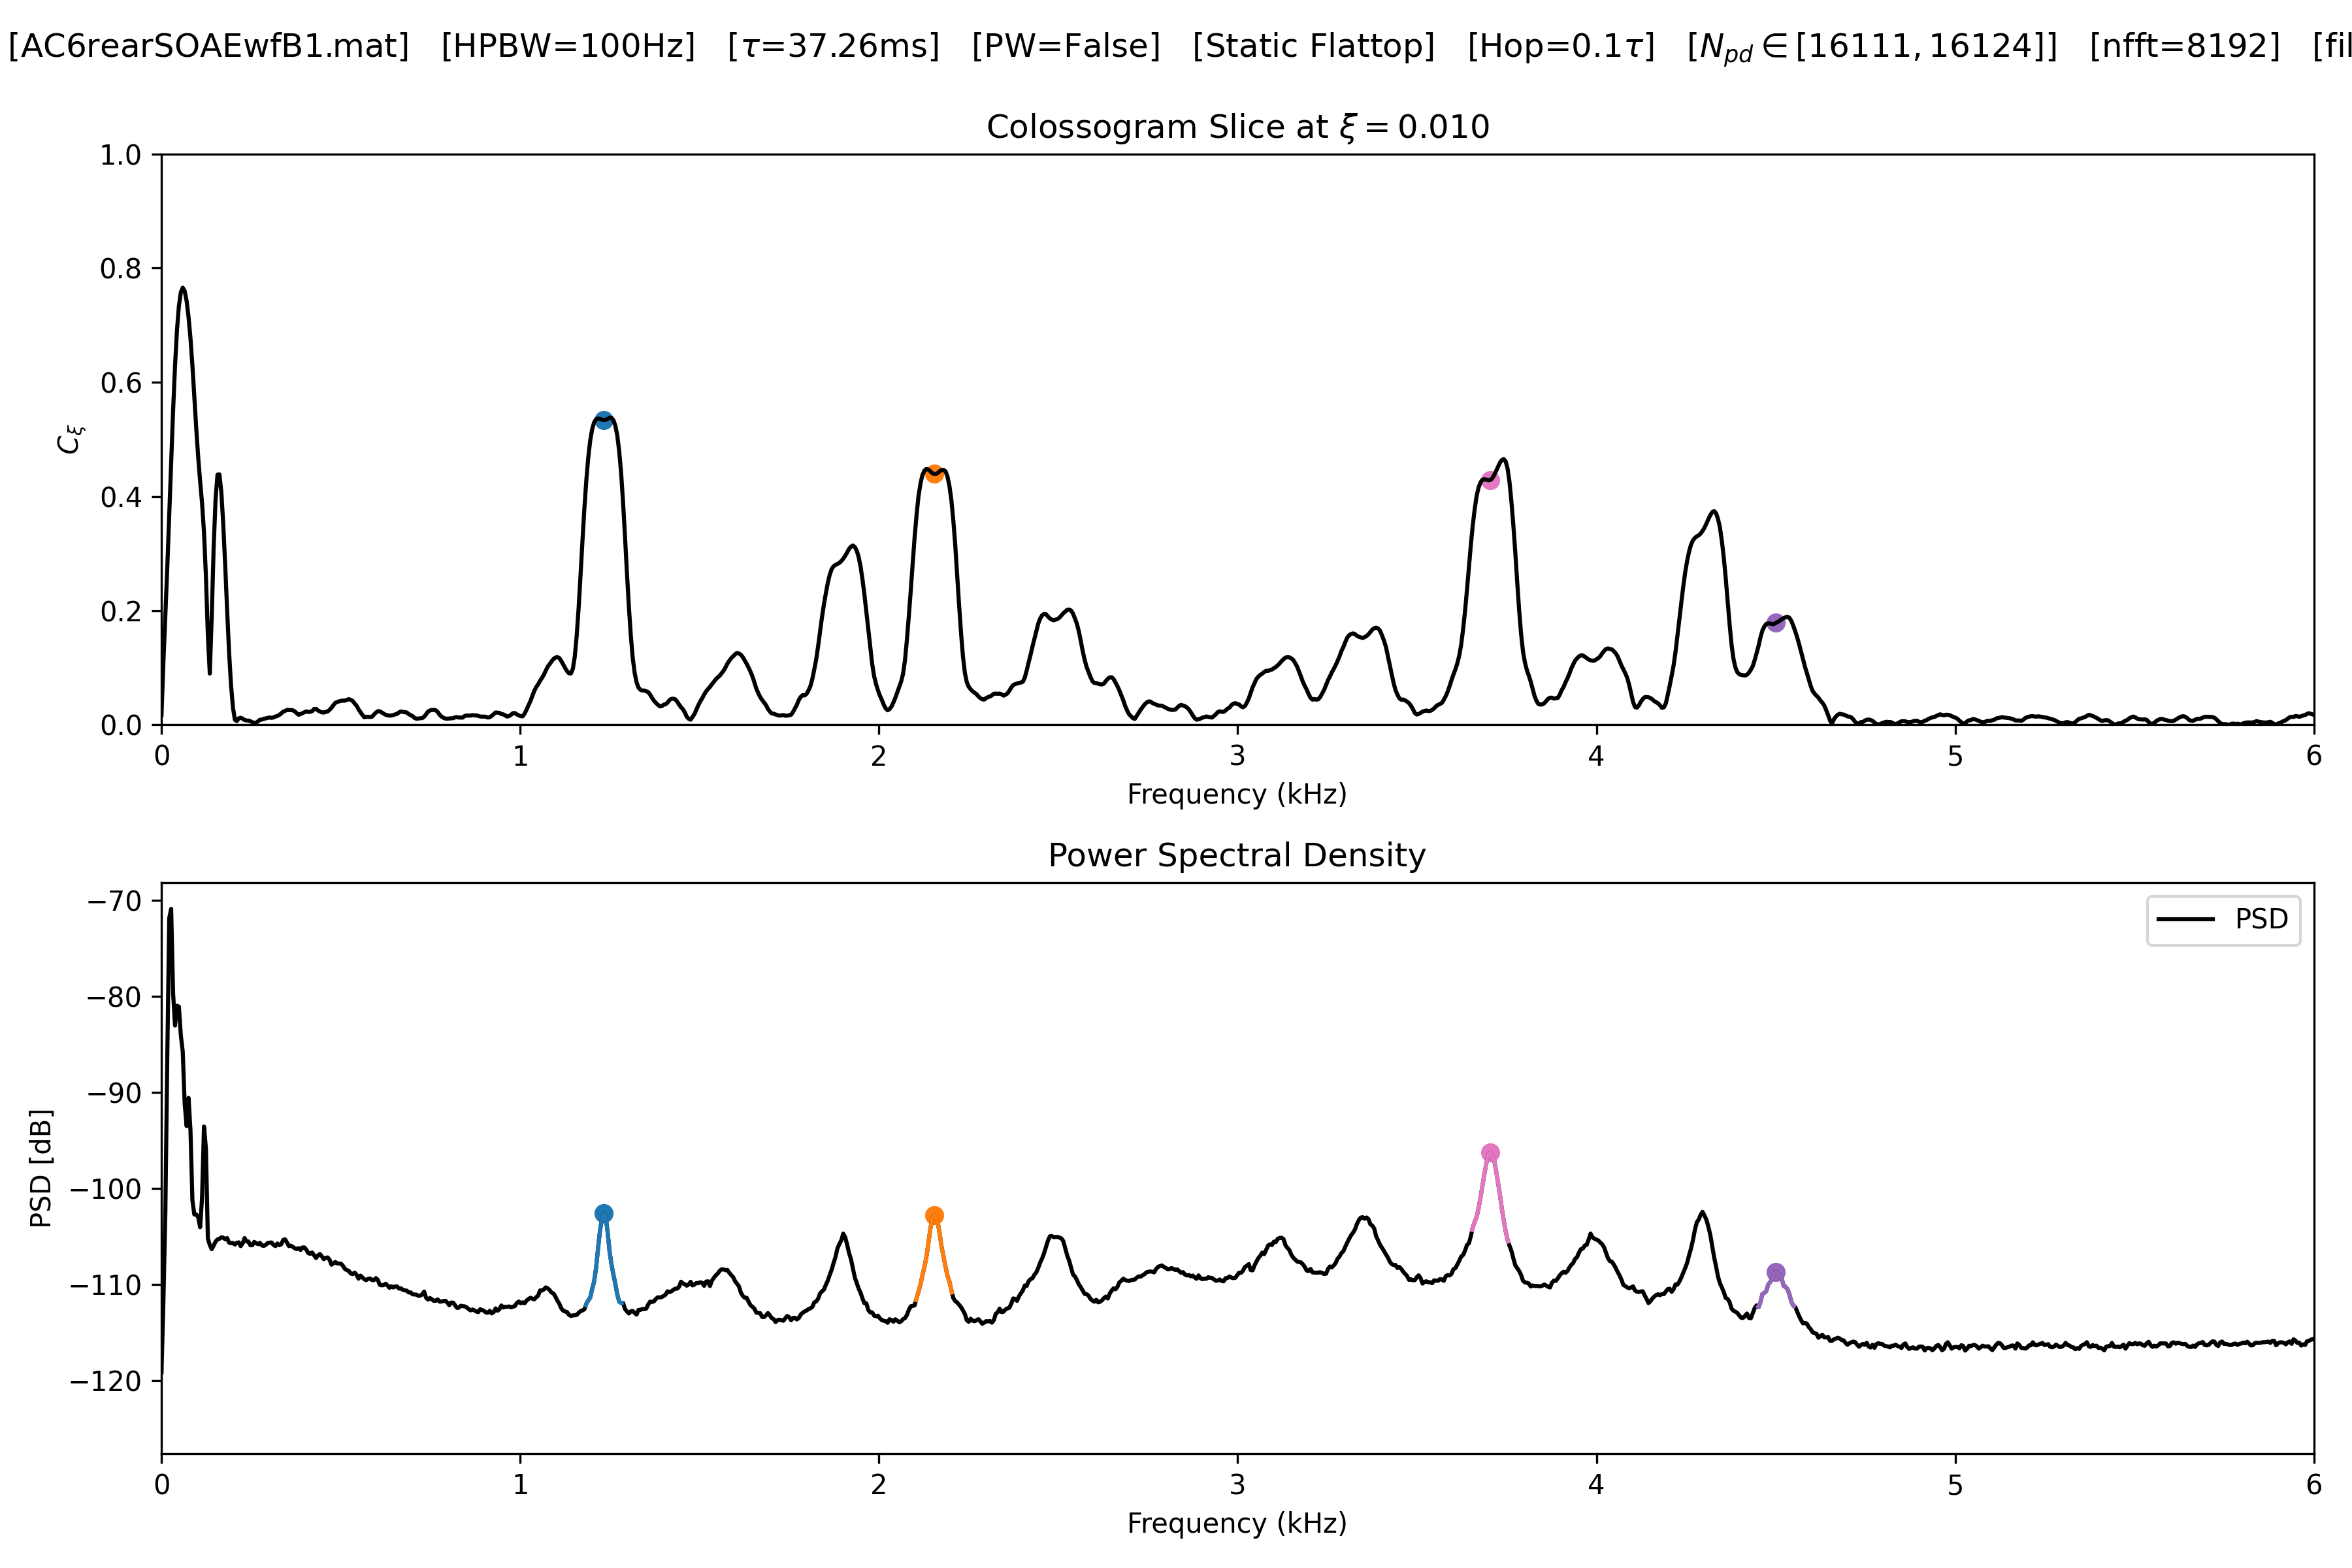 [AC6rearSOAEwfB1.mat] [HPBW=100Hz] [τ=37.26ms] [PW=False] [Static Flattop] [Hop=0.1τ] [N_pd ∈ [16111, 16124]] [nfft=8192] [fil
Colossogram Slice at ξ = 0.010
1.0
0.8
0.6
0.4
0.2
0.0
C_ξ
0 1 2 3 4 5 6
Frequency (kHz)
Power Spectral Density
−70
−80
−90
−100
−110
−120
PSD [dB]
PSD
0 1 2 3 4 5 6
Frequency (kHz)